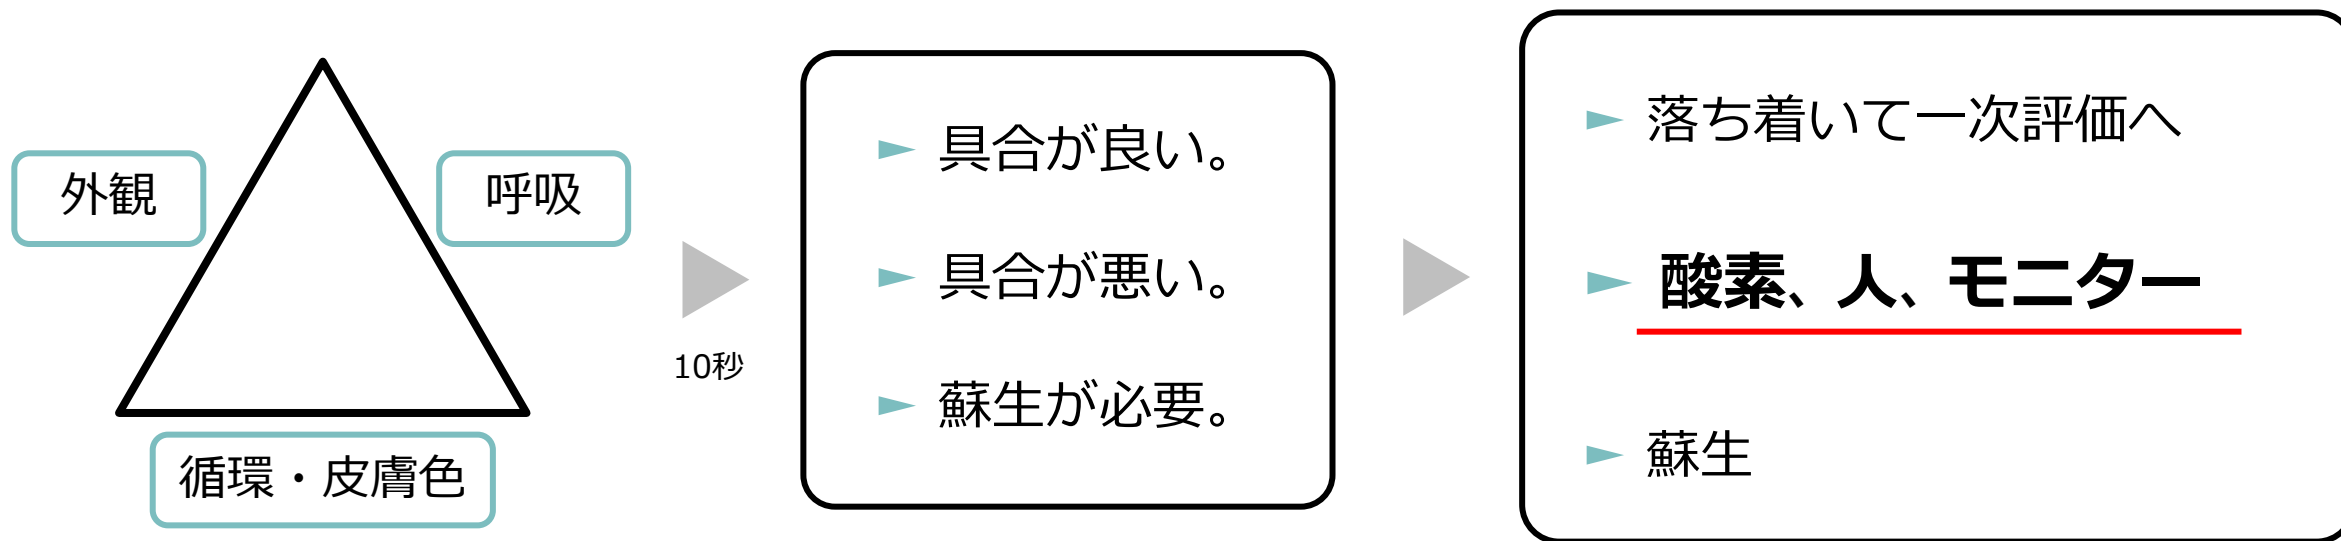 外観
呼吸
循環・皮膚色
10秒
具合が良い。
具合が悪い。
蘇生が必要。
落ち着いて一次評価へ
酸素、人、モニター
蘇生